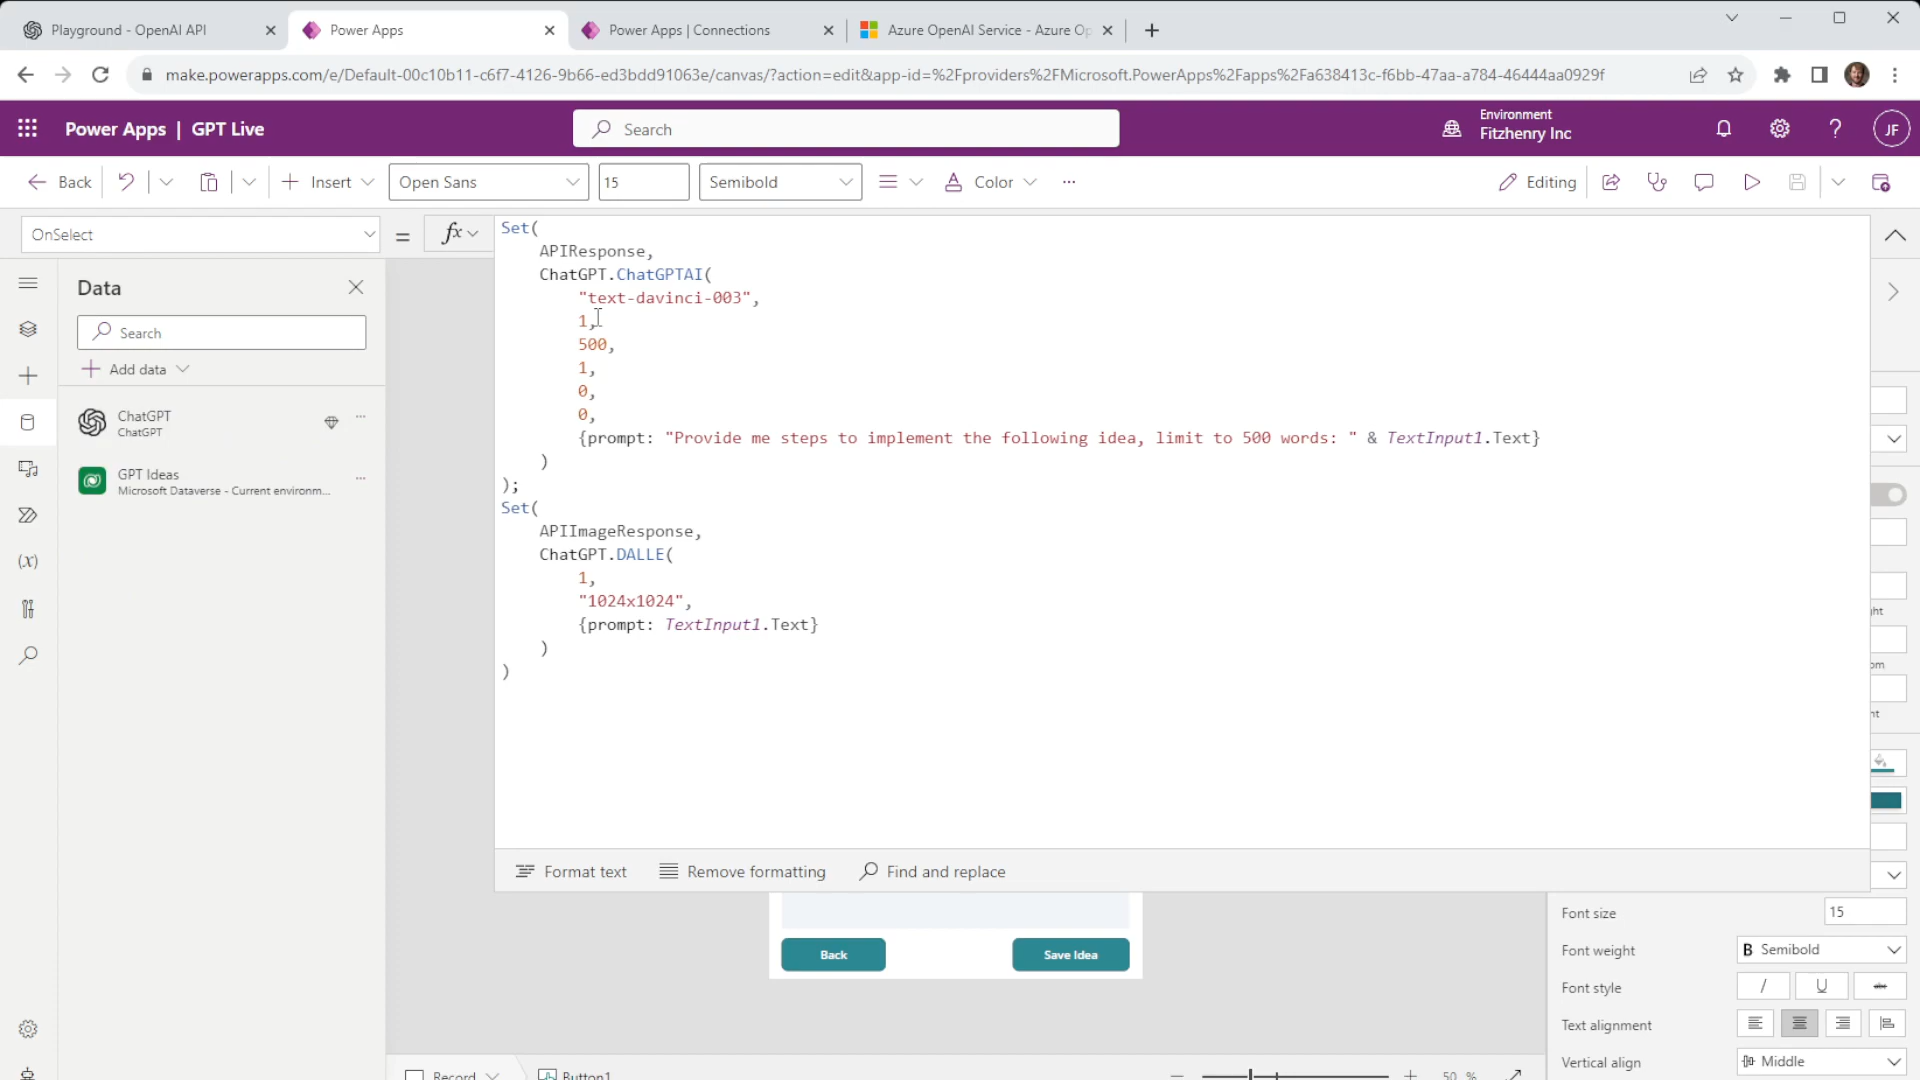 Playground - OpenAI API
Power Apps
Power Apps | Connections
Azure OpenAI Service - Azure Op
make.powerapps.com/e/Default-00c10b11-c6f7-4126-9b66-ed3bdd91063e/canvas/?action=edit&app-id=%2Fproviders%2FMicrosoft.PowerApps%2Fapps%2Fa638413c-f6bb-47aa-a784-46444aa0929f
Power Apps | GPT Live
Search
Environment
Fitzhenry Inc
JF
Back
Insert
Open Sans
15
Semibold
Color
Editing
OnSelect
=
fx
Data
Search
Add data
ChatGPT
ChatGPT
GPT Ideas
Microsoft Dataverse - Current environm...
(x)
Set(
APIResponse,
ChatGPT.ChatGPTAI(
"text-davinci-003",
1,
500,
1,
0,
0,
{prompt: "Provide me steps to implement the following idea, limit to 500 words: " & TextInput1.Text}
)
);
Set(
APIImageResponse,
ChatGPT.DALLE(
1,
"1024x1024",
{prompt: TextInput1.Text}
)
)
Format text
Remove formatting
Find and replace
Back
Save Idea
Font size
15
Font weight
B Semibold
Font style
Text alignment
Vertical align
Middle
Record
Button1
50 %